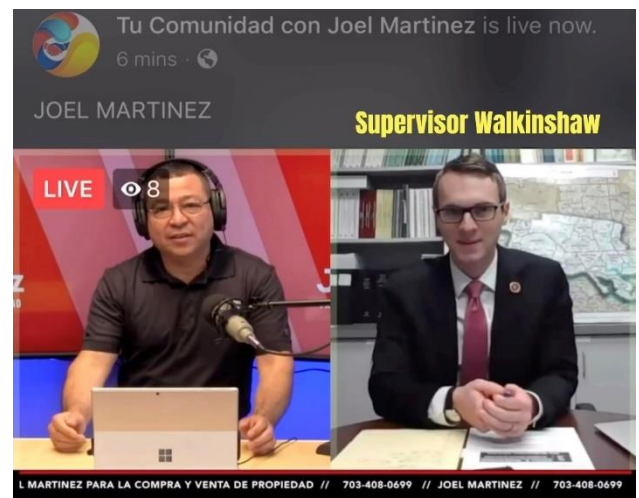 Tu Comunidad con Joel Martinez is live now.
6 mins ·
JOEL MARTINEZ
Supervisor Walkinshaw
LIVE 8
L MARTINEZ PARA LA COMPRA Y VENTA DE PROPIEDAD // 703-408-0699 // JOEL MARTINEZ // 703-408-0699